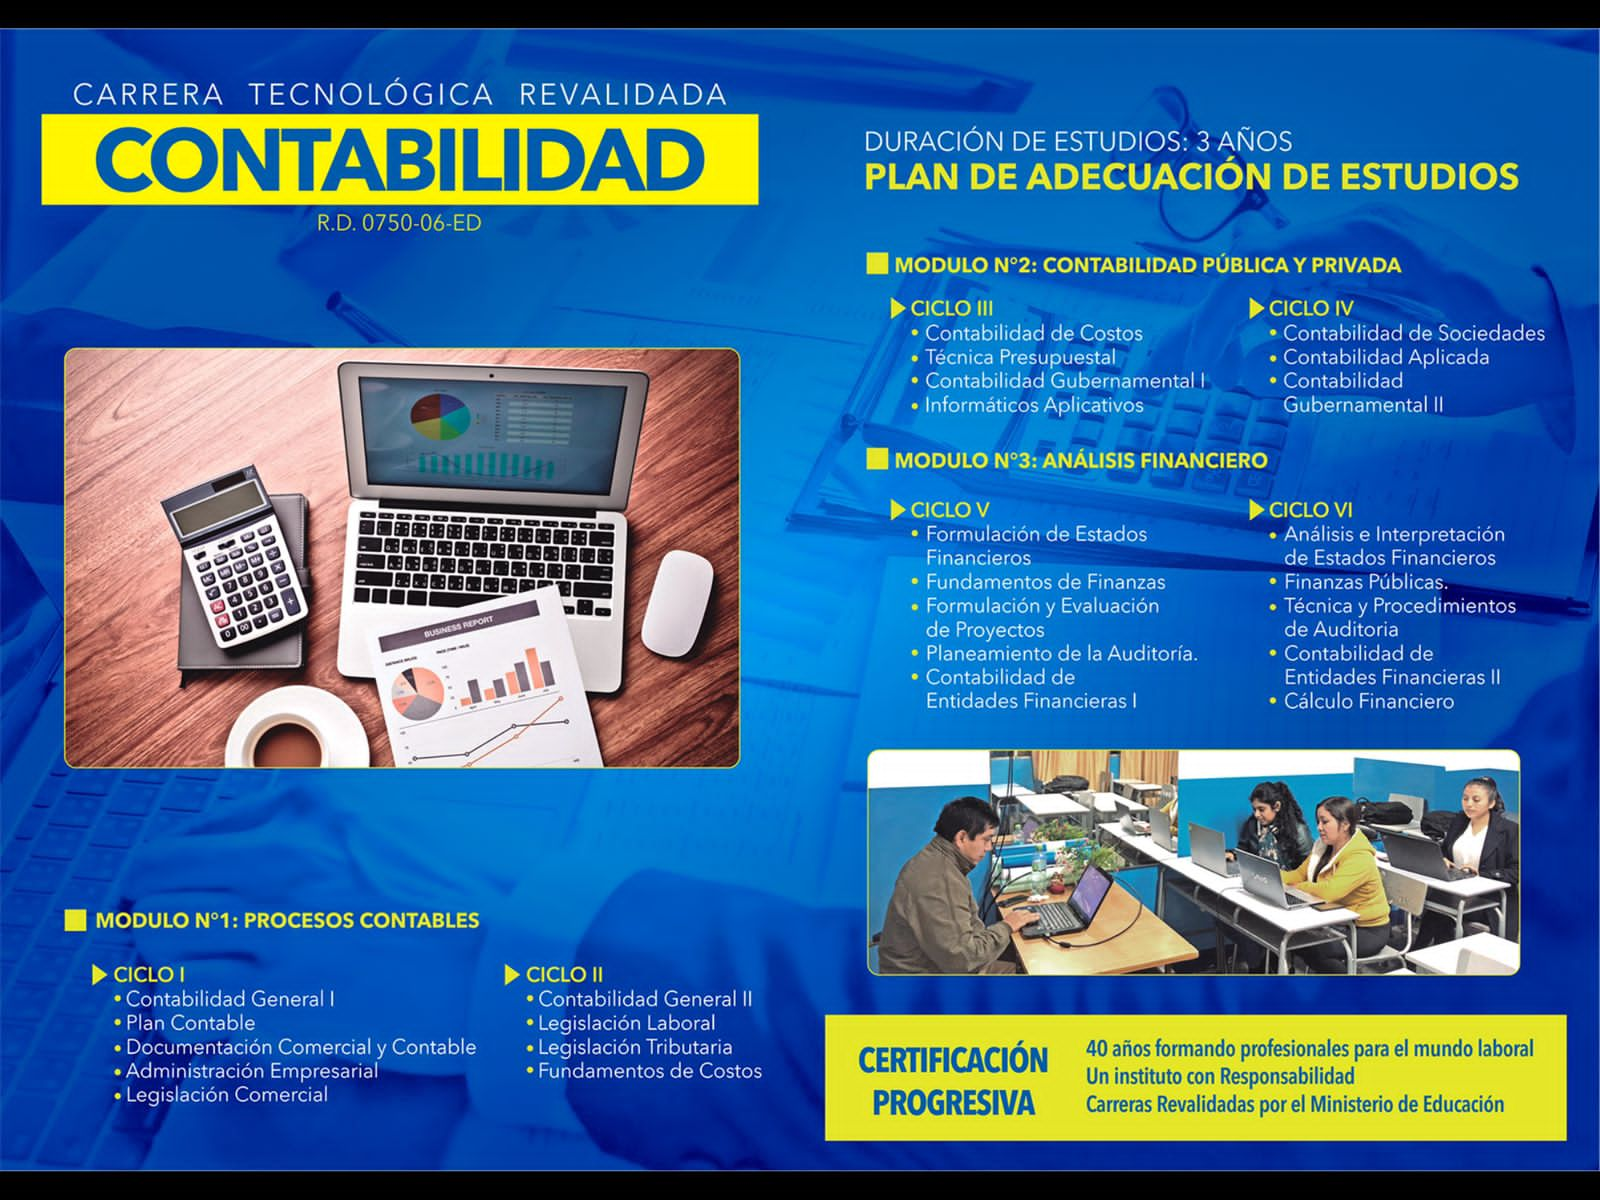 CARRERA TECNOLÓGICA REVALIDADA
CONTABILIDAD
R.D. 0750-06-ED
BUSINESS REPORT
MODULO N°1: PROCESOS CONTABLES
CICLO I
• Contabilidad General I
• Plan Contable
• Documentación Comercial y Contable
• Administración Empresarial
• Legislación Comercial
CICLO II
• Contabilidad General II
• Legislación Laboral
• Legislación Tributaria
• Fundamentos de Costos
DURACIÓN DE ESTUDIOS: 3 AÑOS
PLAN DE ADECUACIÓN DE ESTUDIOS
MODULO N°2: CONTABILIDAD PÚBLICA Y PRIVADA
CICLO III
• Contabilidad de Costos
• Técnica Presupuestal
• Contabilidad Gubernamental I
• Informáticos Aplicativos
CICLO IV
• Contabilidad de Sociedades
• Contabilidad Aplicada
• Contabilidad
Gubernamental II
MODULO N°3: ANÁLISIS FINANCIERO
CICLO V
• Formulación de Estados
Financieros
• Fundamentos de Finanzas
• Formulación y Evaluación
de Proyectos
• Planeamiento de la Auditoría.
• Contabilidad de
Entidades Financieras I
CICLO VI
• Análisis e Interpretación
de Estados Financieros
• Finanzas Públicas.
• Técnica y Procedimientos
de Auditoria
• Contabilidad de
Entidades Financieras II
• Cálculo Financiero
CERTIFICACIÓN
PROGRESIVA
40 años formando profesionales para el mundo laboral
Un instituto con Responsabilidad
Carreras Revalidadas por el Ministerio de Educación